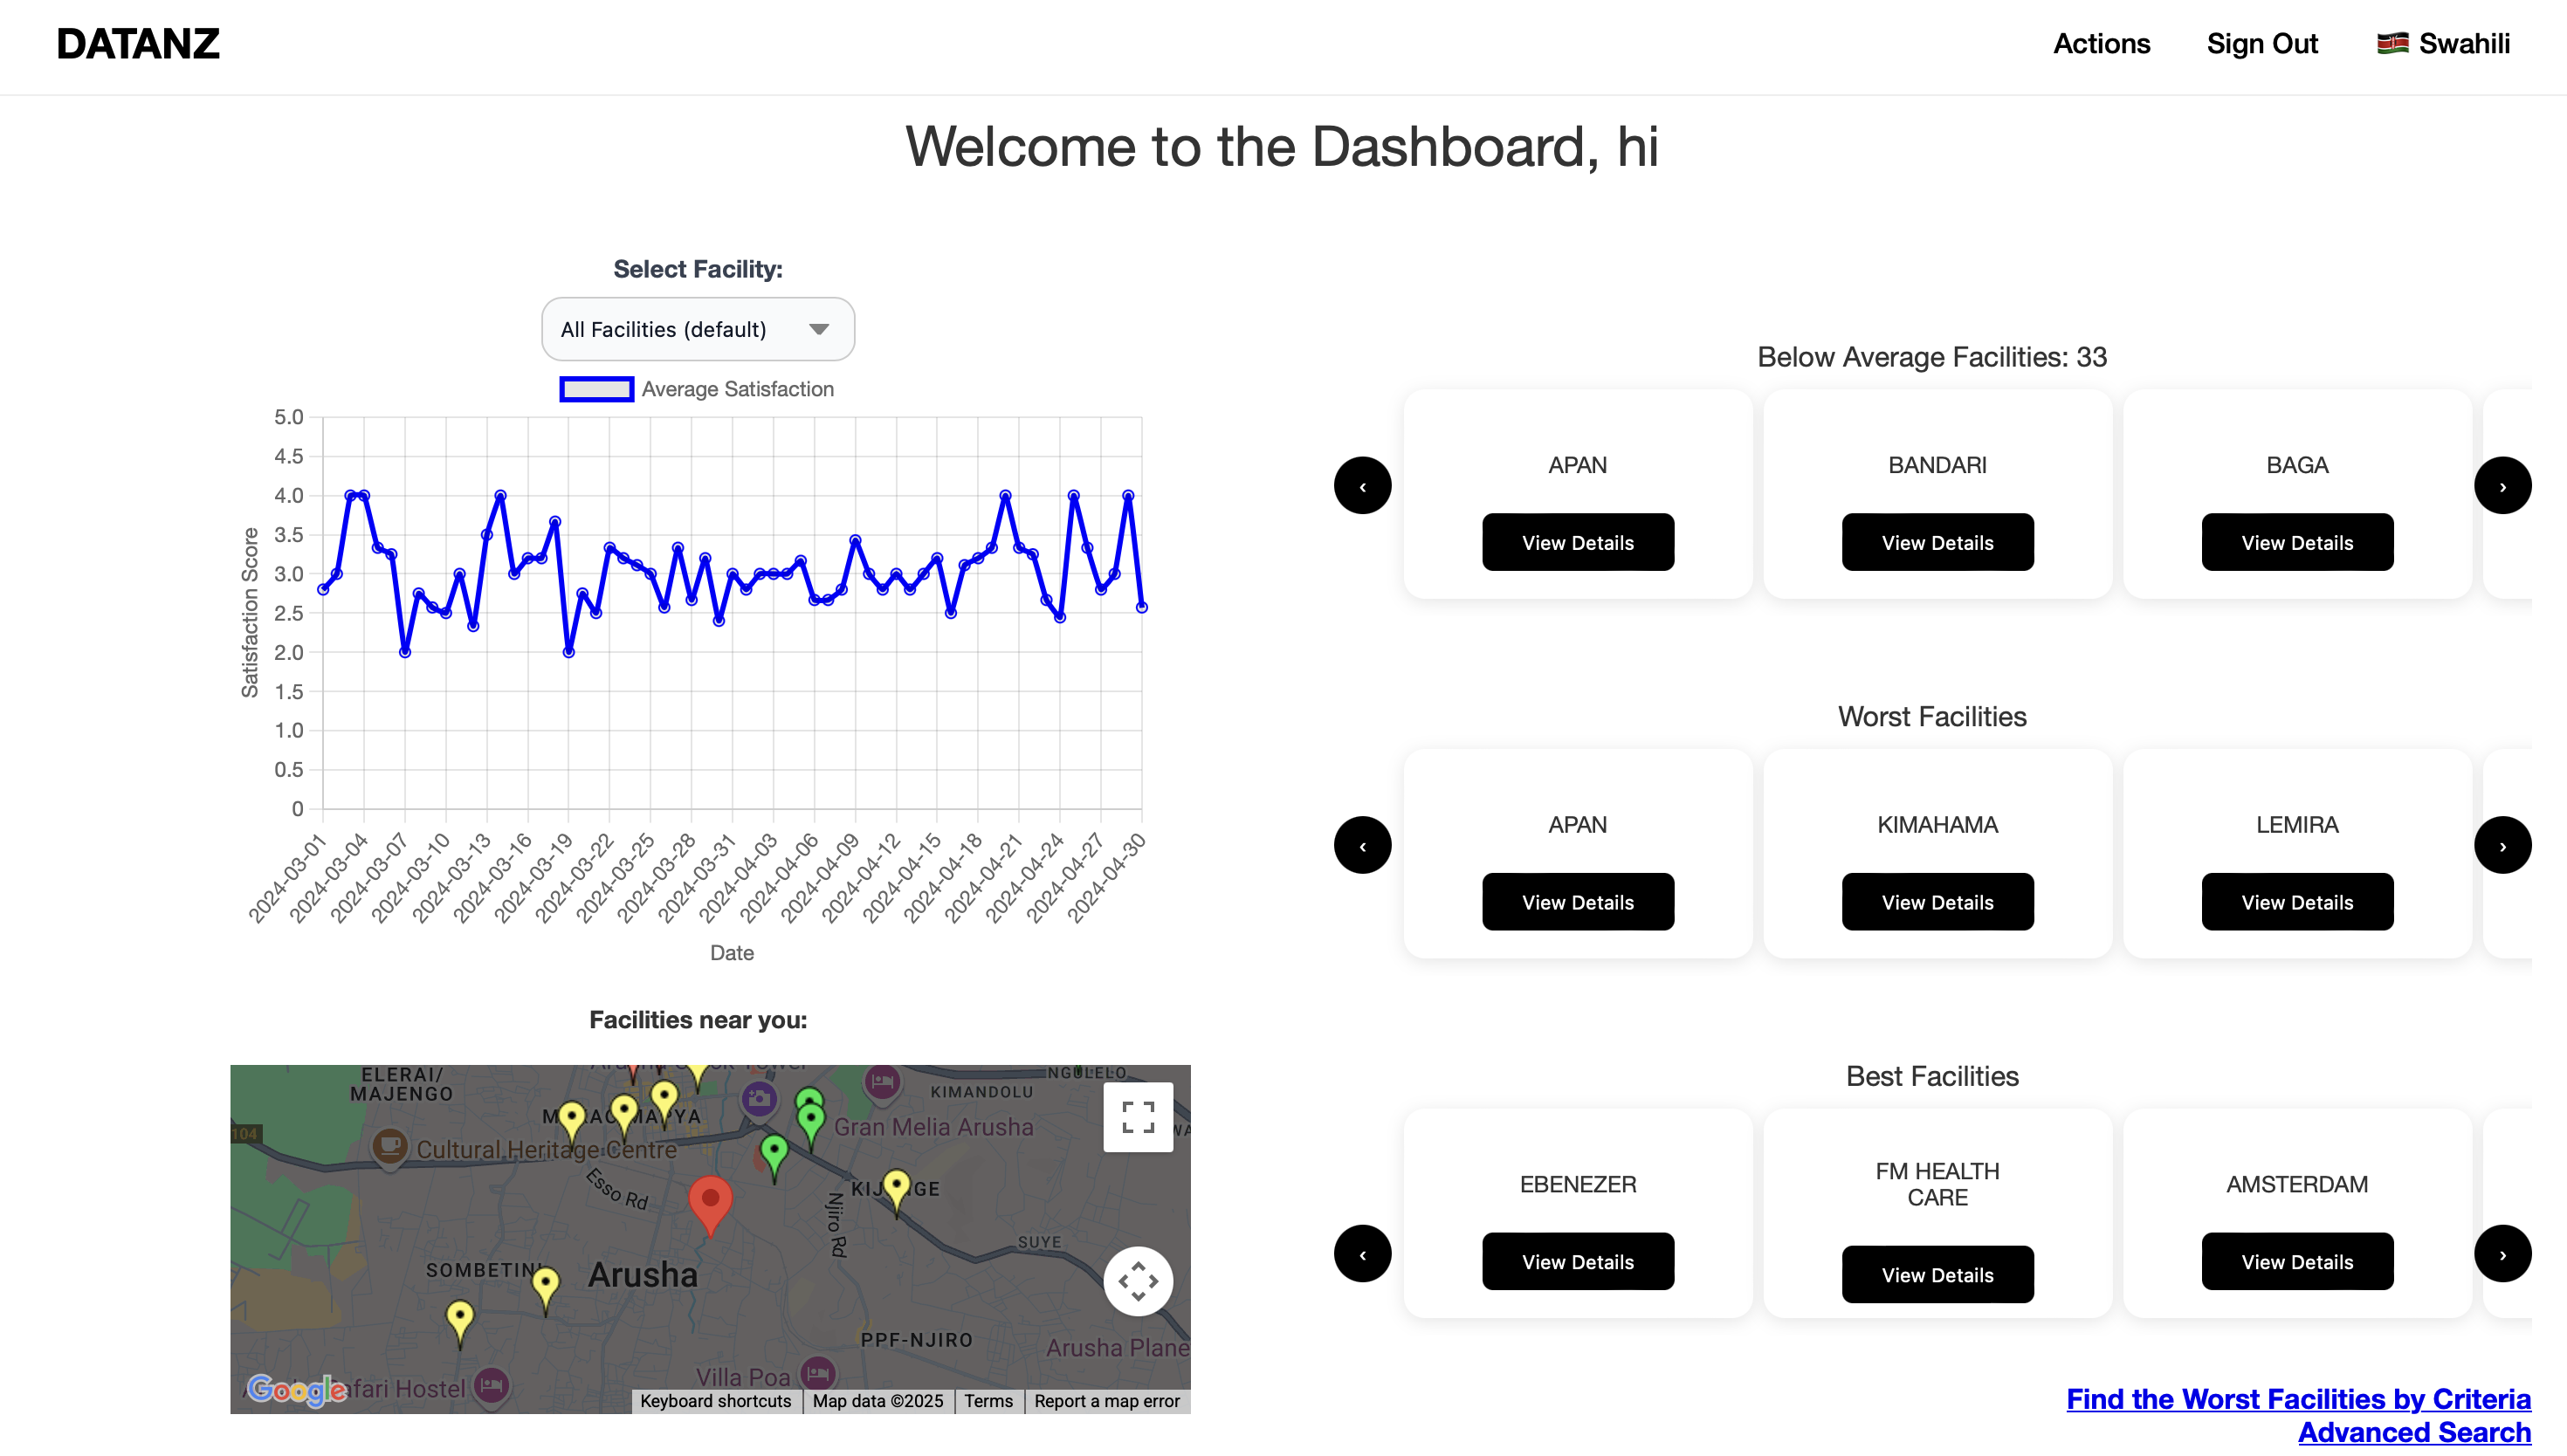 DATANZ
Actions
Sign Out
🇰🇪 Swahili
Welcome to the Dashboard, hi
Select Facility:
All Facilities (default)
Average Satisfaction
Satisfaction Score
5.0
4.5
4.0
3.5
3.0
2.5
2.0
1.5
1.0
0.5
0
2024-03-01
2024-03-04
2024-03-07
2024-03-10
2024-03-13
2024-03-16
2024-03-19
2024-03-22
2024-03-25
2024-03-28
2024-03-31
2024-04-03
2024-04-06
2024-04-09
2024-04-12
2024-04-15
2024-04-18
2024-04-21
2024-04-24
2024-04-27
2024-04-30
Date
Facilities near you:
ELERAI/
MAJENGO
KIMANDOLU
104
Cultural Heritage Centre
Gran Melia Arusha
Esso Rd
Njiro Rd
SUYE
Arusha
PPF-NJIRO
Arusha Plane
Villa Poa
Google
Hostel
Keyboard shortcuts
Map data ©2025
Terms
Report a map error
Below Average Facilities: 33
‹
APAN
View Details
BANDARI
View Details
BAGA
View Details
›
Worst Facilities
‹
APAN
View Details
KIMAHAMA
View Details
LEMIRA
View Details
›
Best Facilities
‹
EBENEZER
View Details
FM HEALTH
CARE
View Details
AMSTERDAM
View Details
›
Find the Worst Facilities by Criteria
Advanced Search